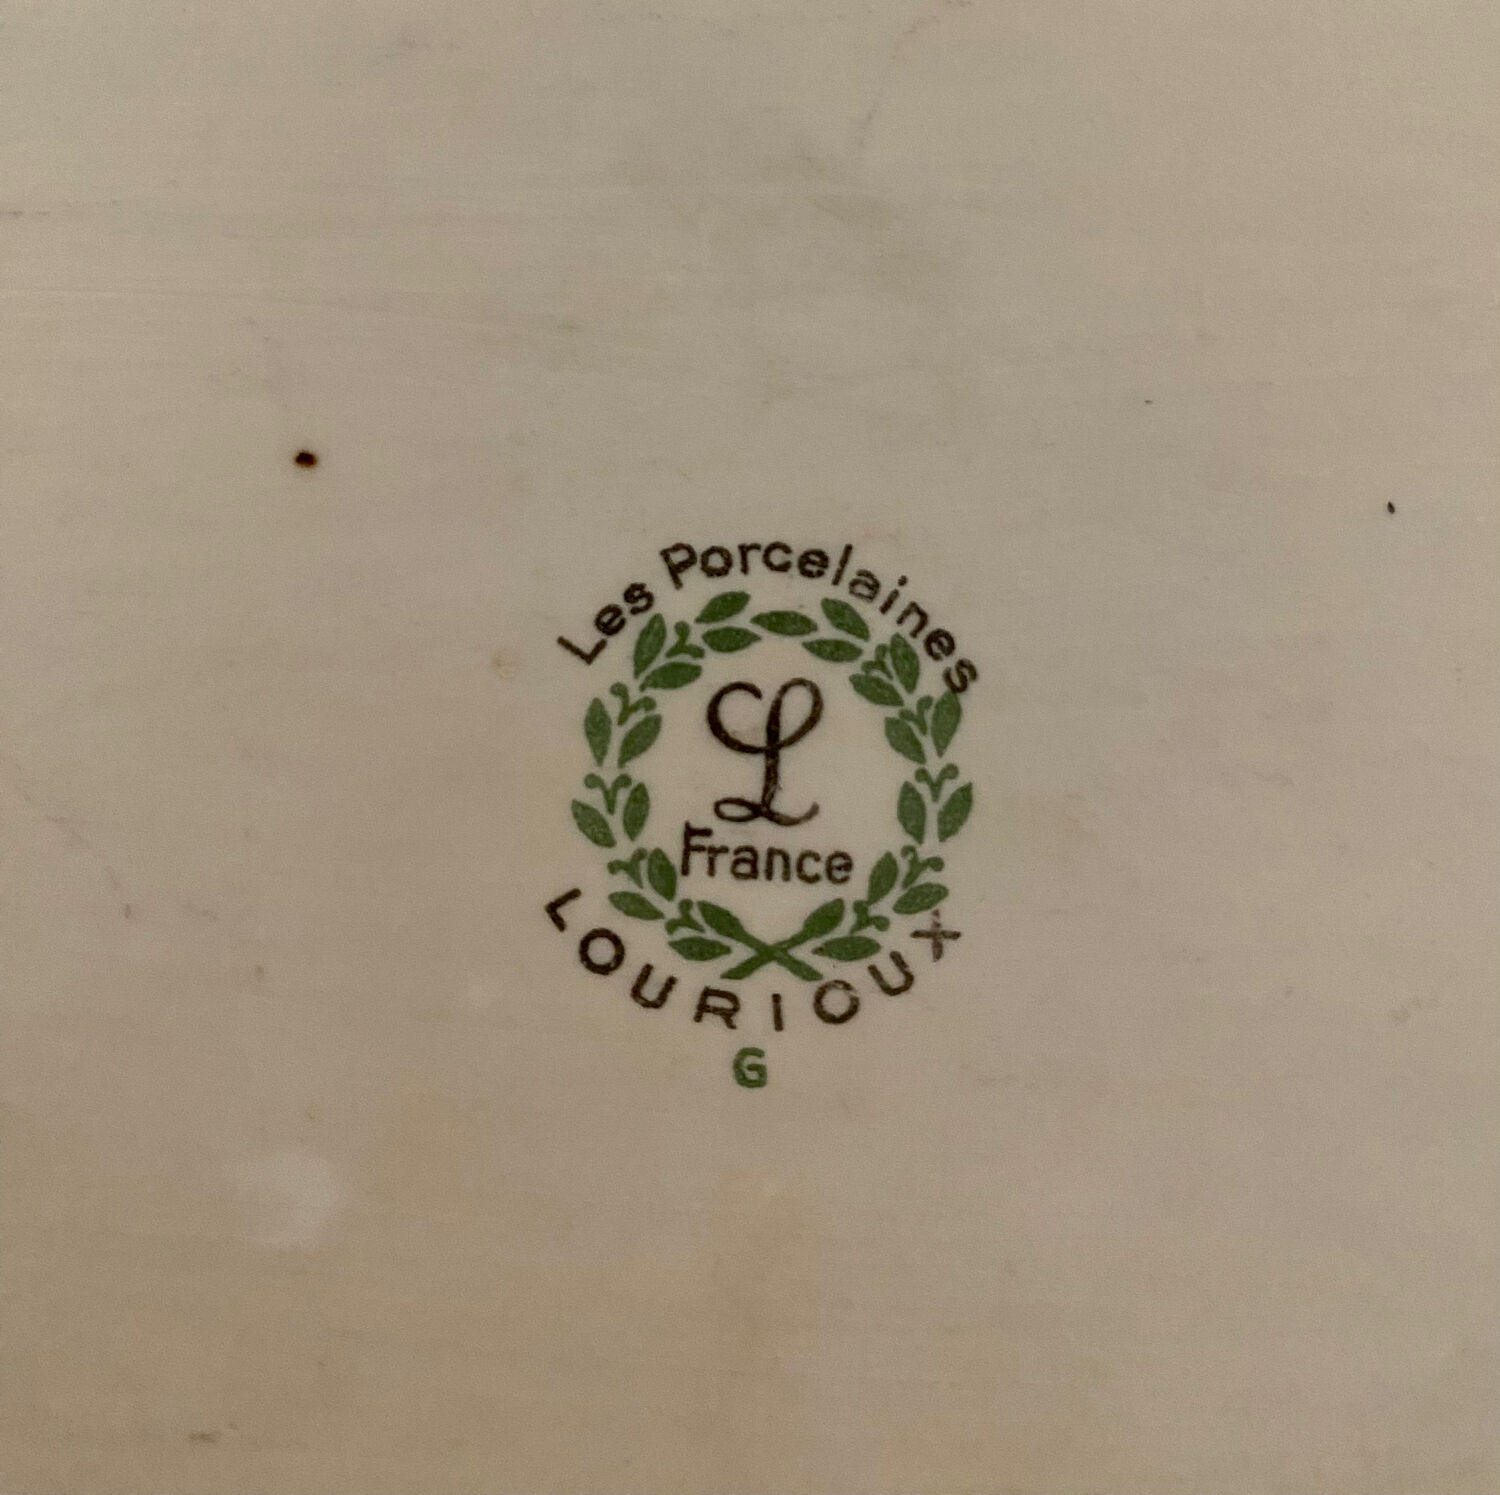 Les Porcelaines
L
France
LOURIOUX
G